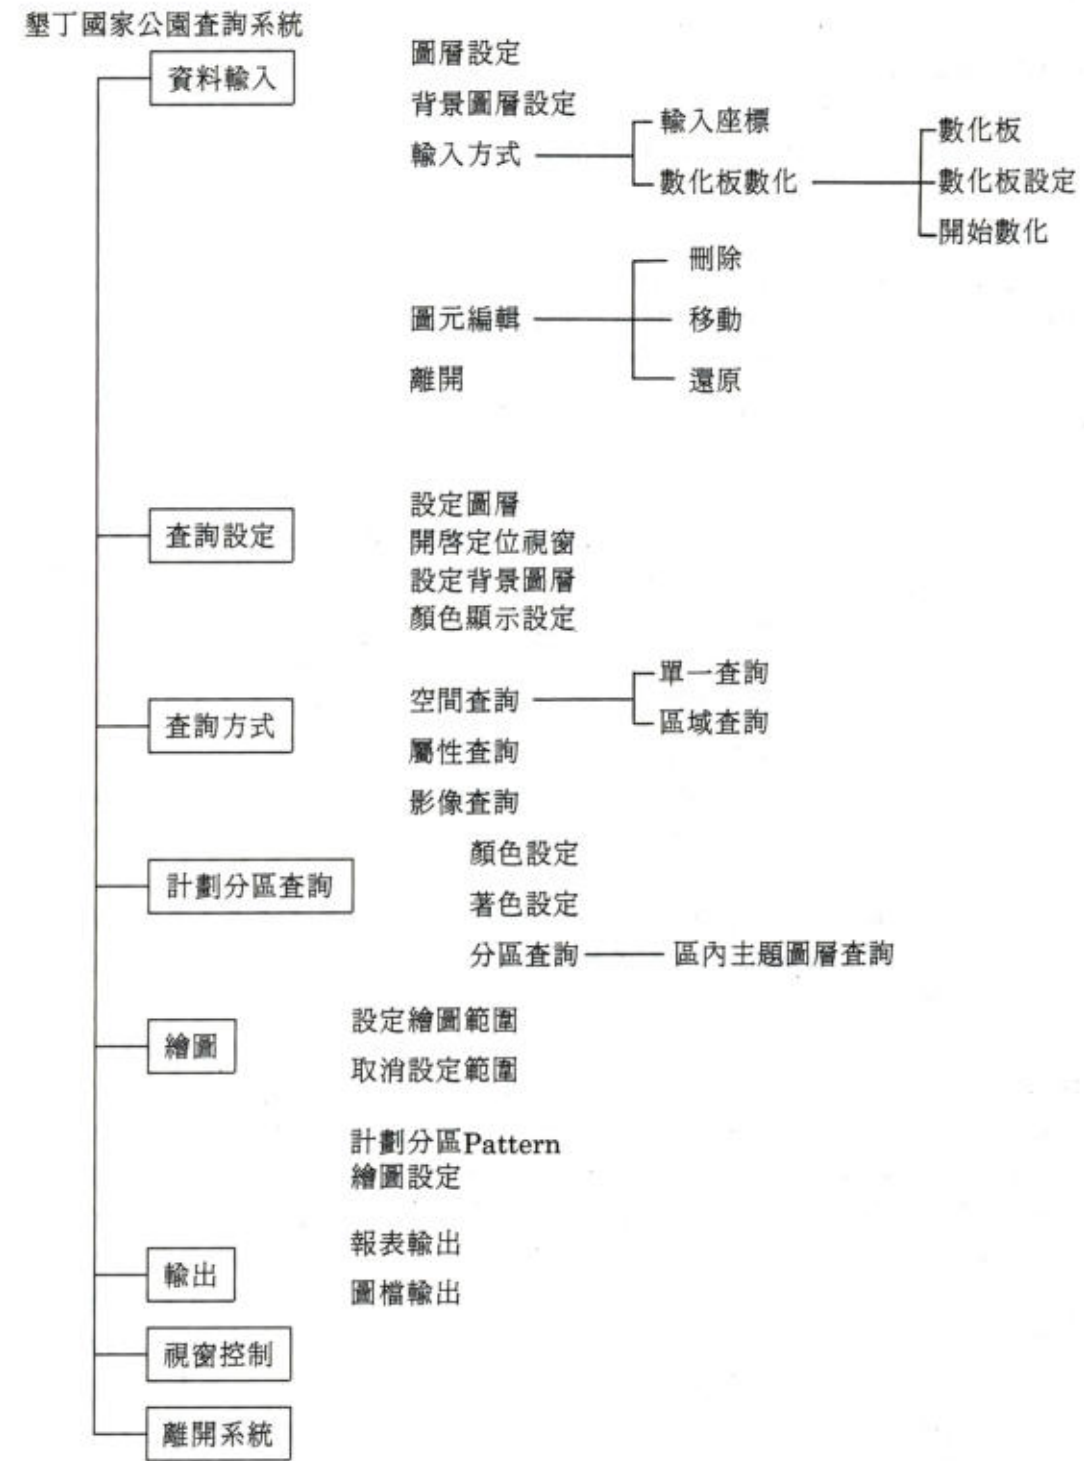 墾丁國家公園查詢系統
資料輸入
圖層設定
背景圖層設定
輸入方式
輸入座標
數化板數化
數化板
數化板設定
開始數化
圖元編輯
刪除
移動
還原
離開
查詢設定
設定圖層
開啓定位視窗
設定背景圖層
顏色顯示設定
查詢方式
空間查詢
單一查詢
區域查詢
屬性查詢
影像查詢
計劃分區查詢
顏色設定
著色設定
分區查詢
區內主題圖層查詢
繪圖
設定繪圖範圍
取消設定範圍
計劃分區Pattern
繪圖設定
輸出
報表輸出
圖檔輸出
視窗控制
離開系統